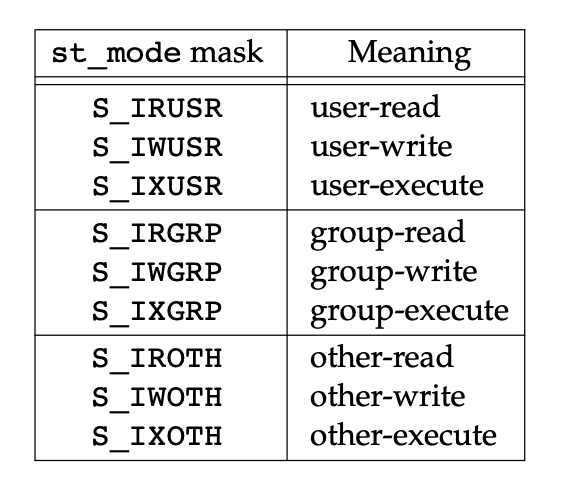 st_mode mask Meaning
S_IRUSR user-read
S_IWUSR user-write
S_IXUSR user-execute
S_IRGRP group-read
S_IWGRP group-write
S_IXGRP group-execute
S_IROTH other-read
S_IWOTH other-write
S_IXOTH other-execute